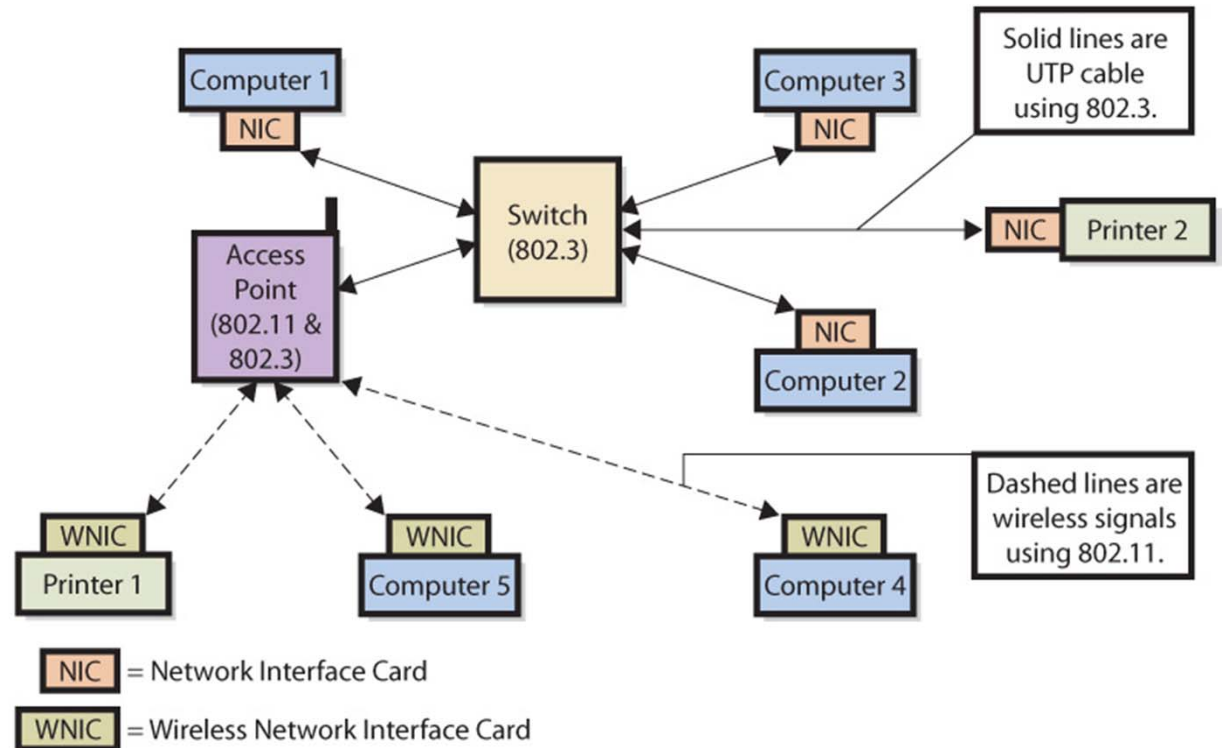 Computer 1
NIC
Computer 3
NIC
Solid lines are
UTP cable
using 802.3.
Switch
(802.3)
NIC
Printer 2
Access
Point
(802.11 &
802.3)
NIC
Computer 2
WNIC
Printer 1
WNIC
Computer 5
WNIC
Computer 4
Dashed lines are
wireless signals
using 802.11.
NIC = Network Interface Card
WNIC = Wireless Network Interface Card